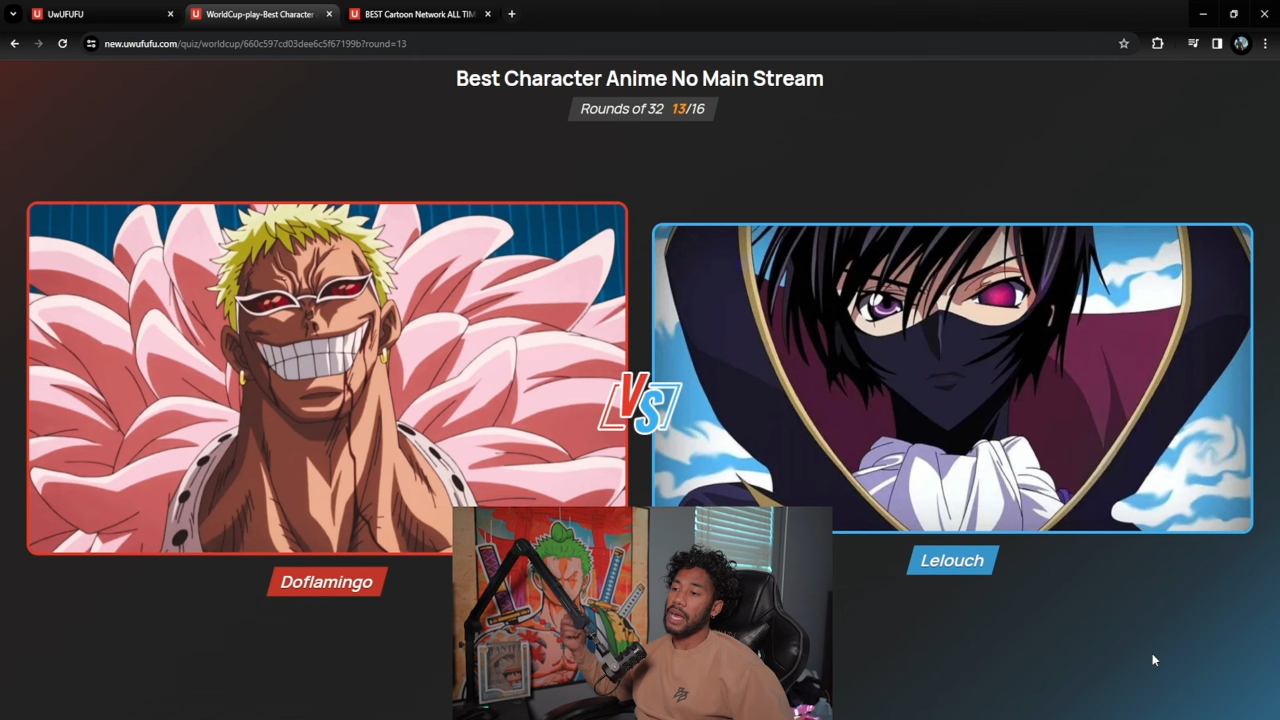 UwUFUFU
WorldCup-play-Best Character
BEST Cartoon Network ALL TIM
new.uwufufu.com/quiz/worldcup/660c597cd03dee6c5f67199b?round=13
Best Character Anime No Main Stream
Rounds of 32 13/16
VS
Doflamingo
Lelouch